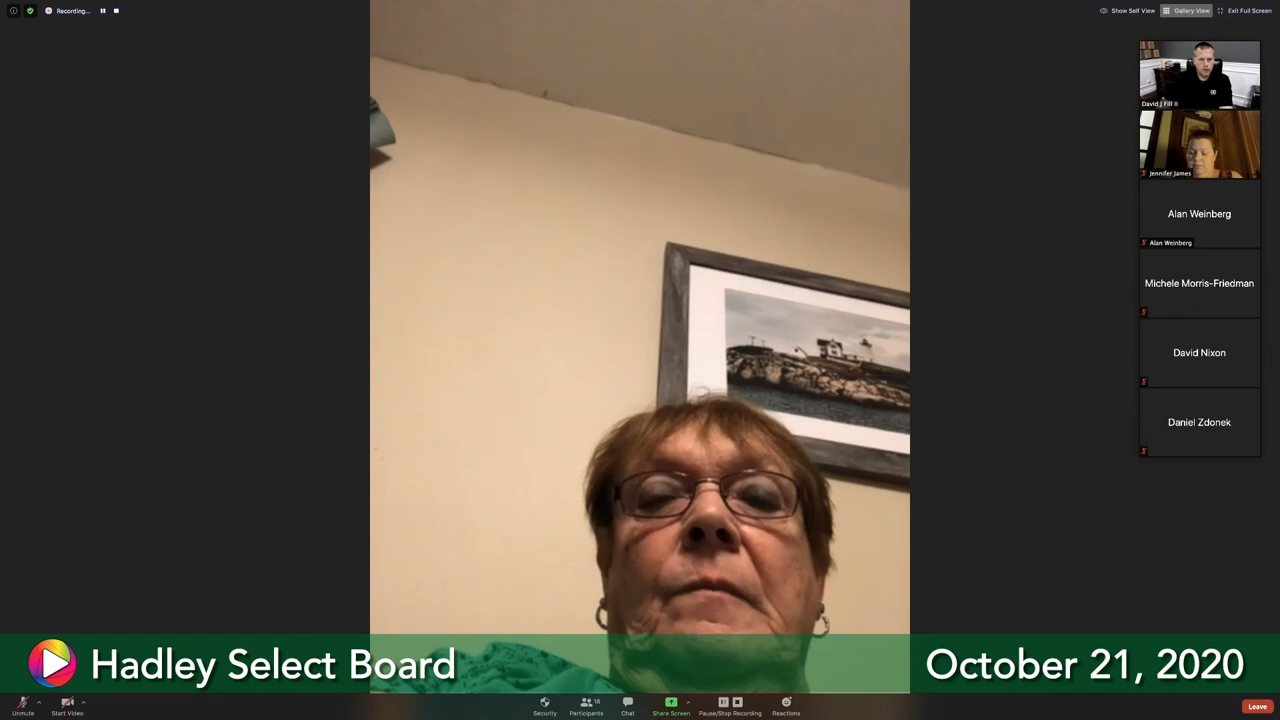 Recording...
Show Self View
Gallery View
Exit Full Screen
David J Fill II
Jennifer James
Alan Weinberg
Alan Weinberg
Michele Morris-Friedman
David Nixon
Daniel Zdonek
Hadley Select Board
October 21, 2020
Unmute
Start Video
Security
Participants
18
Chat
Share Screen
Pause/Stop Recording
Reactions
Leave